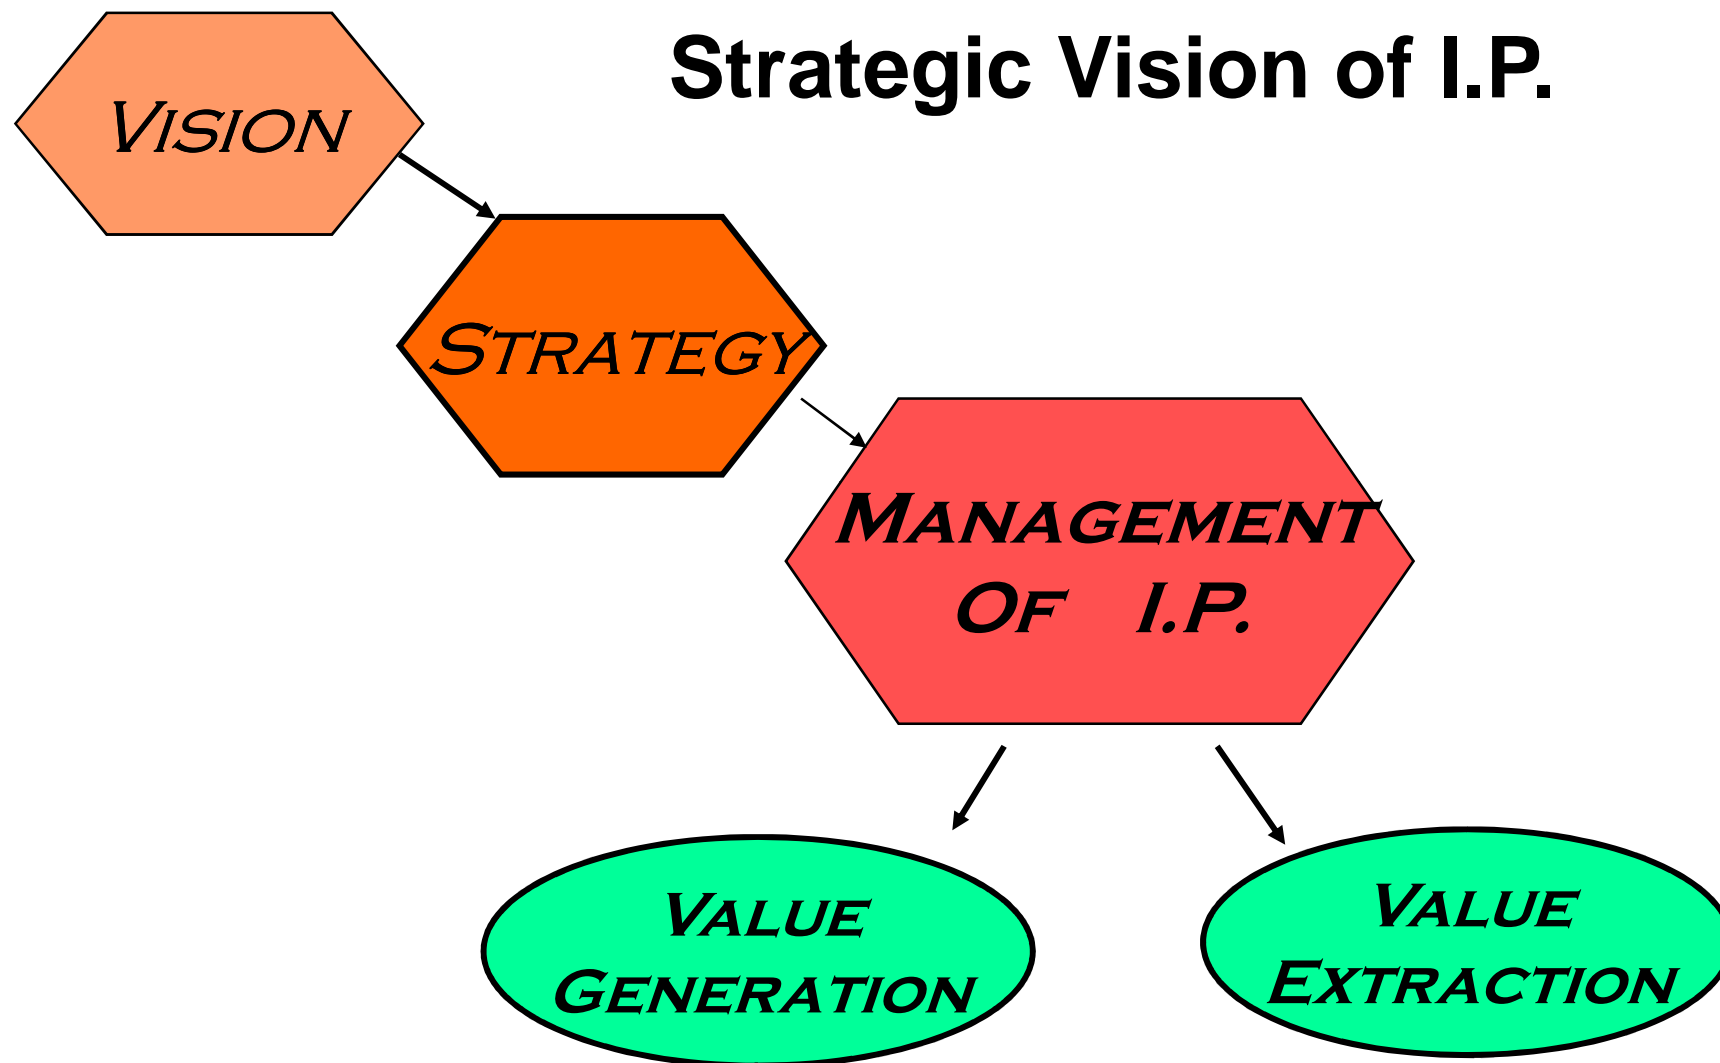 Strategic Vision of I.P.
VISION
STRATEGY
MANAGEMENT
OF I.P.
VALUE
GENERATION
VALUE
EXTRACTION